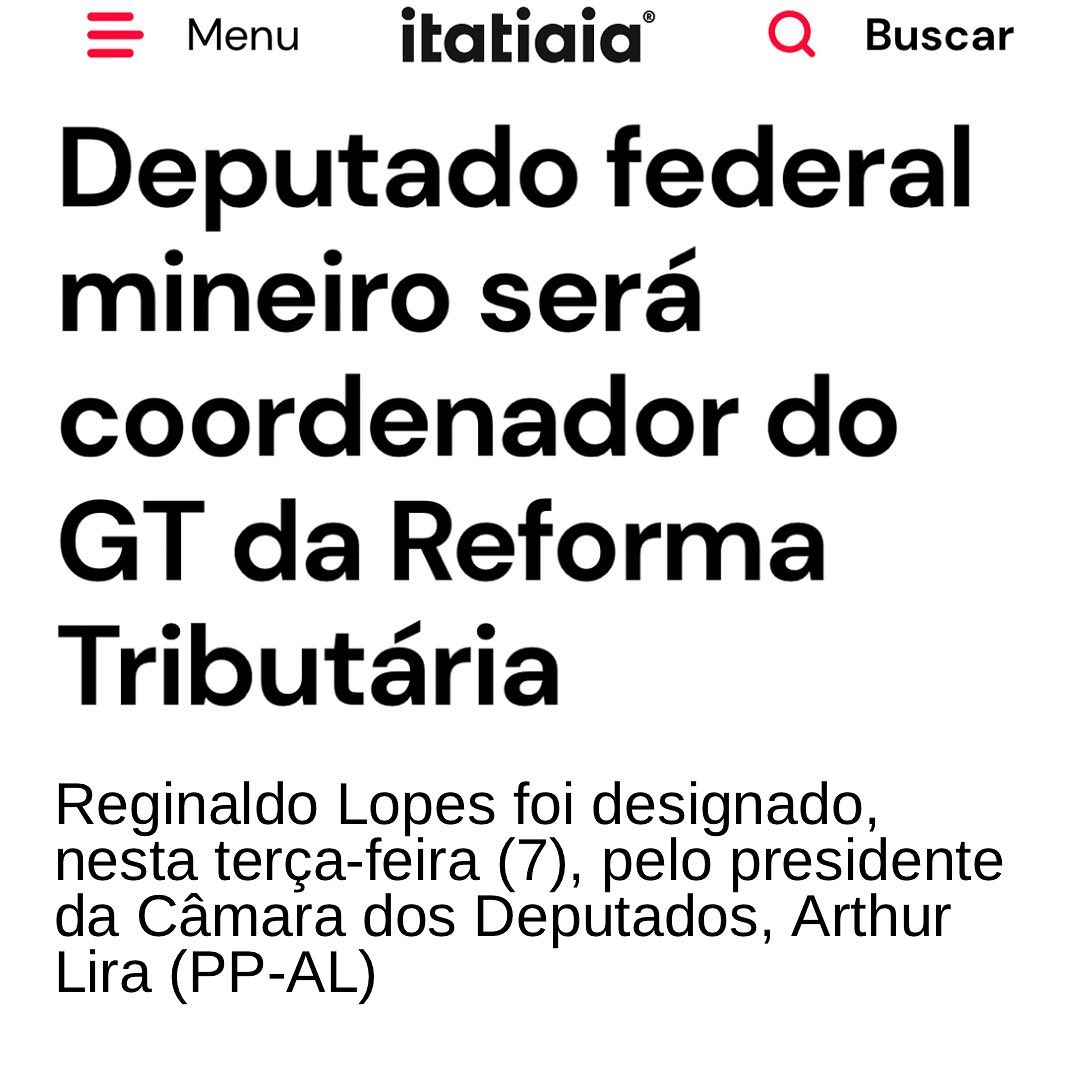 Menu itatiaia® Buscar
Deputado federal
mineiro será
coordenador do
GT da Reforma
Tributária
Reginaldo Lopes foi designado,
nesta terça-feira (7), pelo presidente
da Câmara dos Deputados, Arthur
Lira (PP-AL)